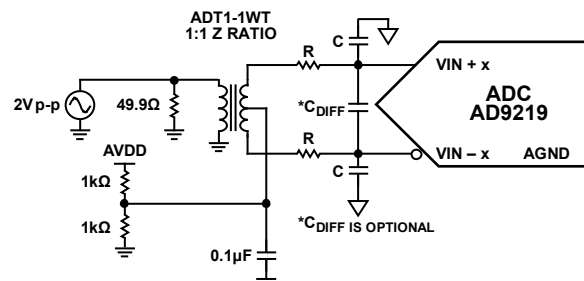 ADT1-1WT
1:1 Z RATIO
C
R
VIN + x
ADC
AD9219
2V p-p
49.9Ω
*CDIFF
R
AVDD
VIN – x
AGND
1kΩ
C
1kΩ
*CDIFF IS OPTIONAL
0.1µF